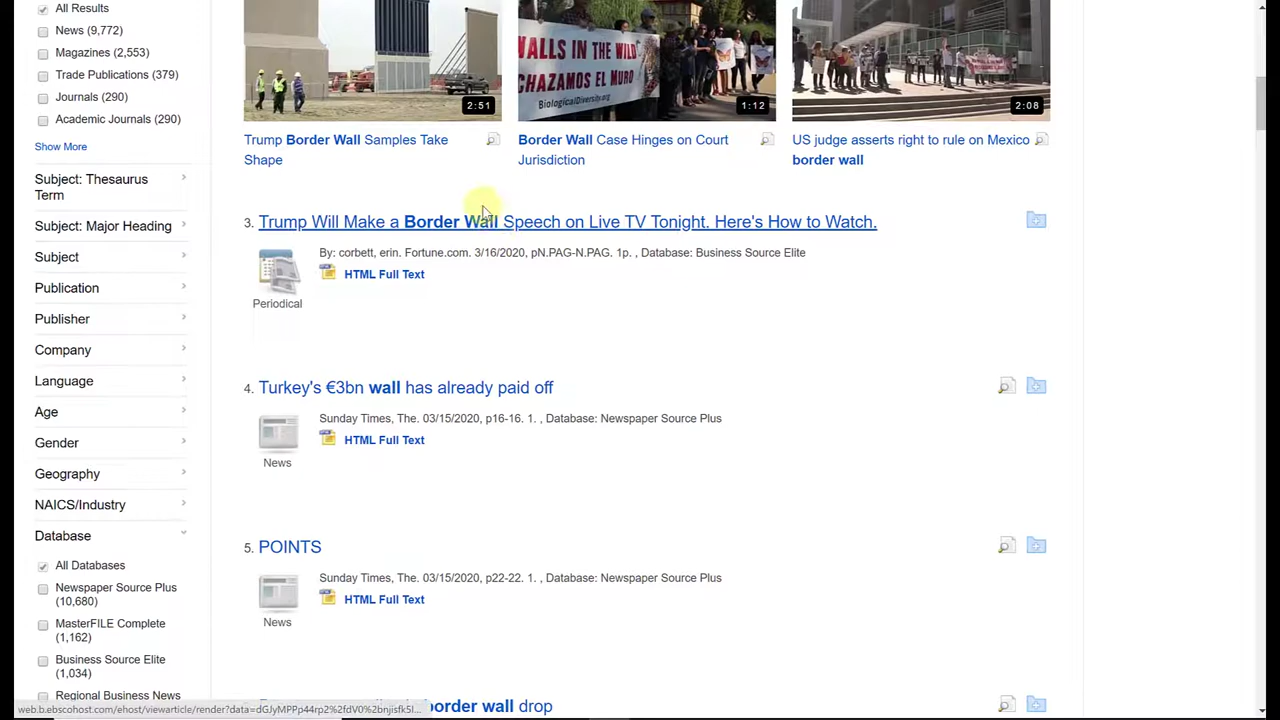 All Results
News (9,772)
Magazines (2,553)
Trade Publications (379)
Journals (290)
Academic Journals (290)
Show More
Subject: Thesaurus
Term
Subject: Major Heading
Subject
Publication
Publisher
Company
Language
Age
Gender
Geography
NAICS/Industry
Database
All Databases
Newspaper Source Plus
(10,680)
MasterFILE Complete
(1,162)
Business Source Elite
(1,034)
Regional Business News
WALLS IN THE WILD
CHAZAMOS EL MURO
BiologicalDiversity.org
2:51
1:12
2:08
Trump Border Wall Samples Take
Shape
Border Wall Case Hinges on Court
Jurisdiction
US judge asserts right to rule on Mexico
border wall
3. Trump Will Make a Border Wall Speech on Live TV Tonight. Here's How to Watch.
By: corbett, erin. Fortune.com. 3/16/2020, pN.PAG-N.PAG. 1p. , Database: Business Source Elite
HTML Full Text
Periodical
4. Turkey's €3bn wall has already paid off
Sunday Times, The. 03/15/2020, p16-16. 1. , Database: Newspaper Source Plus
HTML Full Text
News
5. POINTS
Sunday Times, The. 03/15/2020, p22-22. 1. , Database: Newspaper Source Plus
HTML Full Text
News
border wall drop